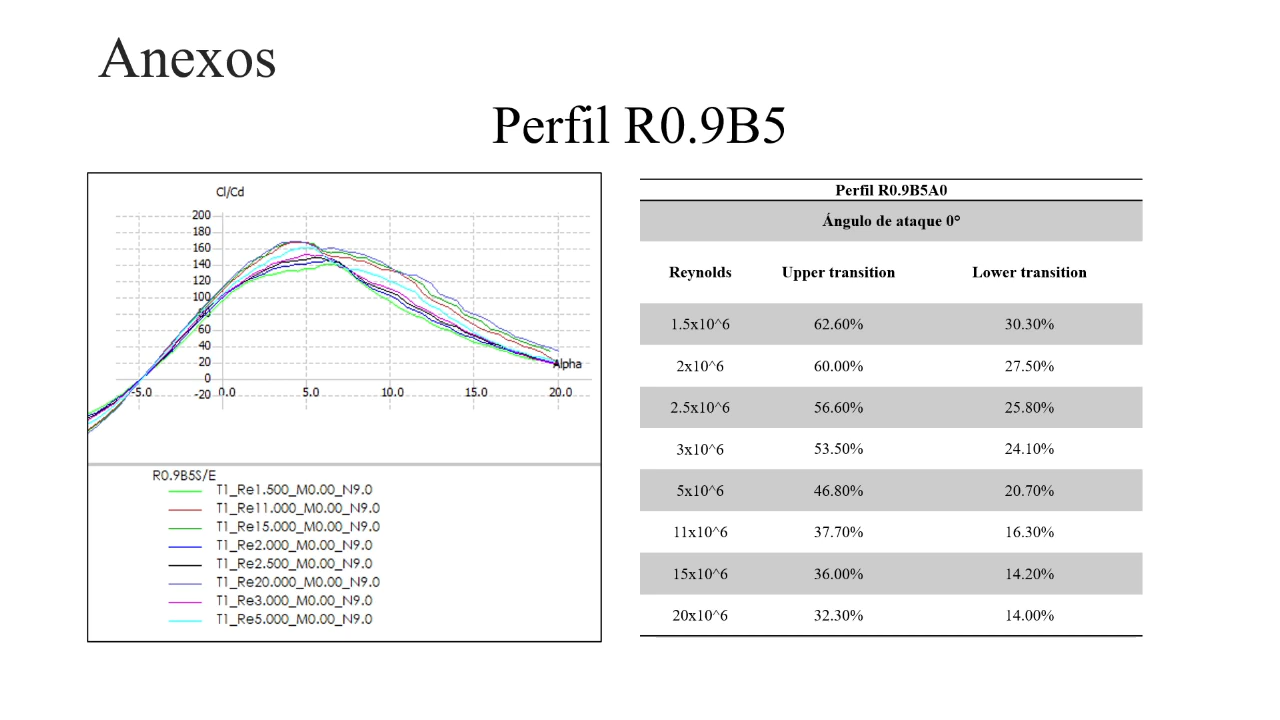 Anexos
Perfil R0.9B5
Cl/Cd
200
180
160
140
120
100
80
60
40
20
0
-20
-5.0 0.0 5.0 10.0 15.0 20.0
Alpha
R0.9B5S/E
T1_Re1.500_M0.00_N9.0
T1_Re11.000_M0.00_N9.0
T1_Re15.000_M0.00_N9.0
T1_Re2.000_M0.00_N9.0
T1_Re2.500_M0.00_N9.0
T1_Re20.000_M0.00_N9.0
T1_Re3.000_M0.00_N9.0
T1_Re5.000_M0.00_N9.0
Perfil R0.9B5A0
Ángulo de ataque 0°
Reynolds Upper transition Lower transition
1.5x10^6 62.60% 30.30%
2x10^6 60.00% 27.50%
2.5x10^6 56.60% 25.80%
3x10^6 53.50% 24.10%
5x10^6 46.80% 20.70%
11x10^6 37.70% 16.30%
15x10^6 36.00% 14.20%
20x10^6 32.30% 14.00%